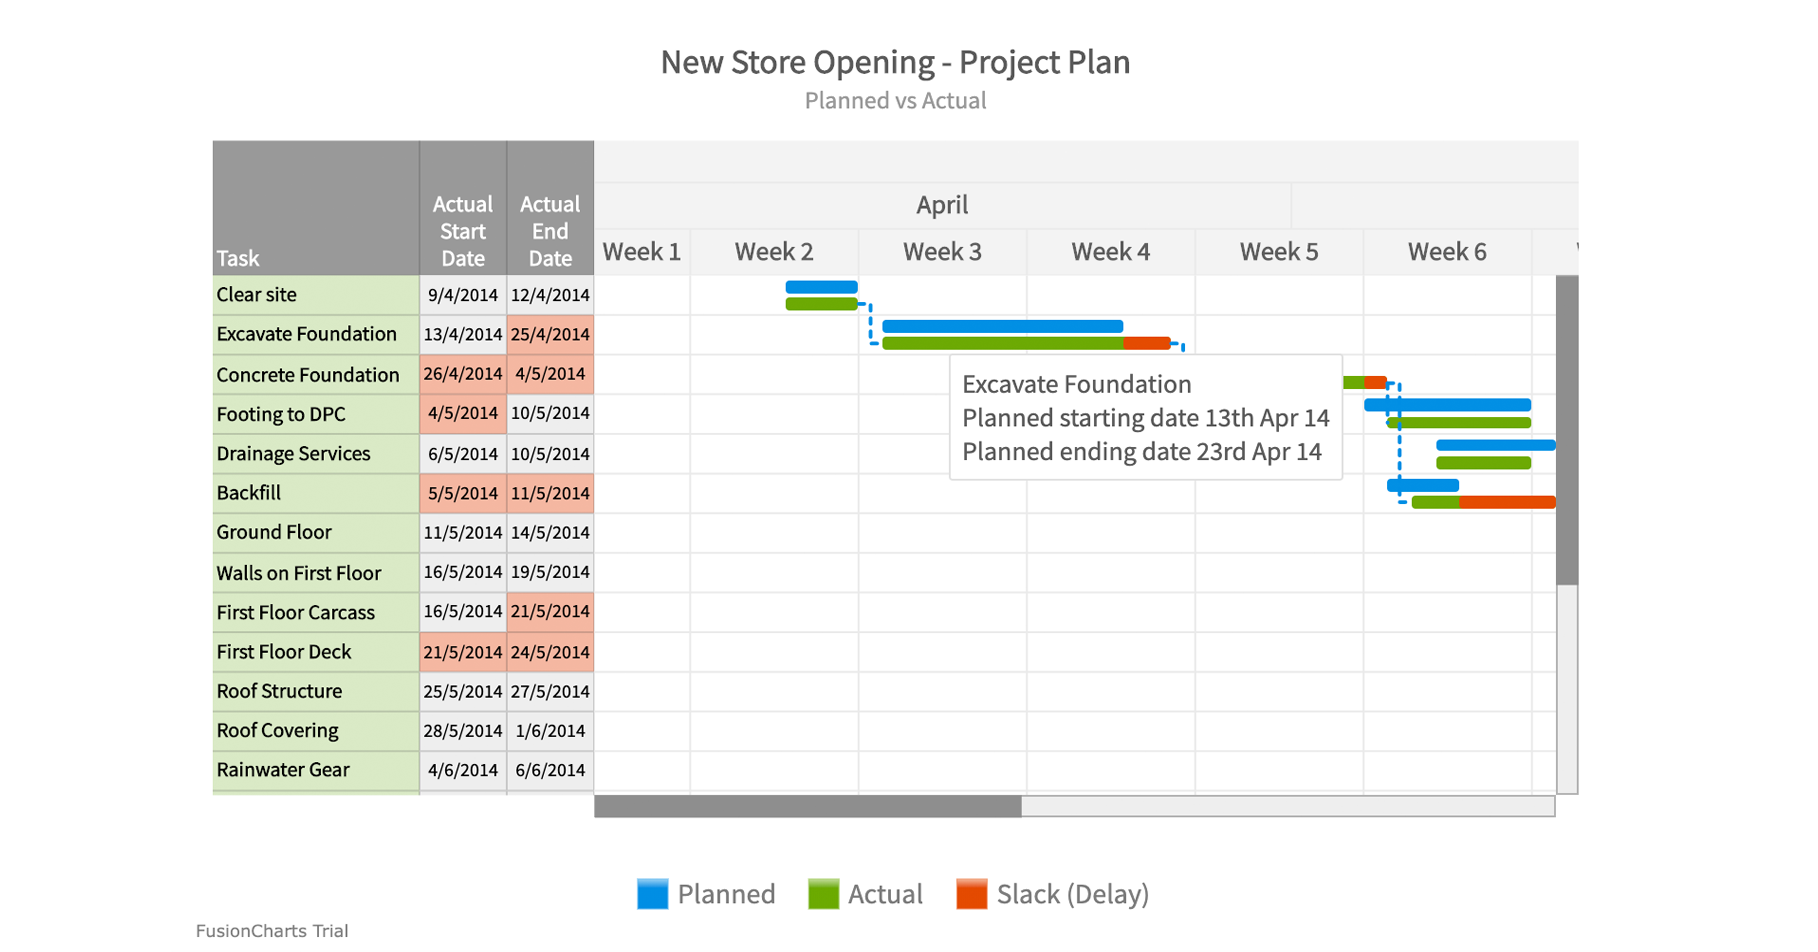 New Store Opening - Project Plan
Planned vs Actual
Task
Actual
Start
Date
Actual
End
Date
April
Week 1 Week 2 Week 3 Week 4 Week 5 Week 6
Clear site 9/4/2014 12/4/2014
Excavate Foundation 13/4/2014 25/4/2014
Concrete Foundation 26/4/2014 4/5/2014
Footing to DPC 4/5/2014 10/5/2014
Drainage Services 6/5/2014 10/5/2014
Backfill 5/5/2014 11/5/2014
Ground Floor 11/5/2014 14/5/2014
Walls on First Floor 16/5/2014 19/5/2014
First Floor Carcass 16/5/2014 21/5/2014
First Floor Deck 21/5/2014 24/5/2014
Roof Structure 25/5/2014 27/5/2014
Roof Covering 28/5/2014 1/6/2014
Rainwater Gear 4/6/2014 6/6/2014
Excavate Foundation
Planned starting date 13th Apr 14
Planned ending date 23rd Apr 14
Planned Actual Slack (Delay)
FusionCharts Trial